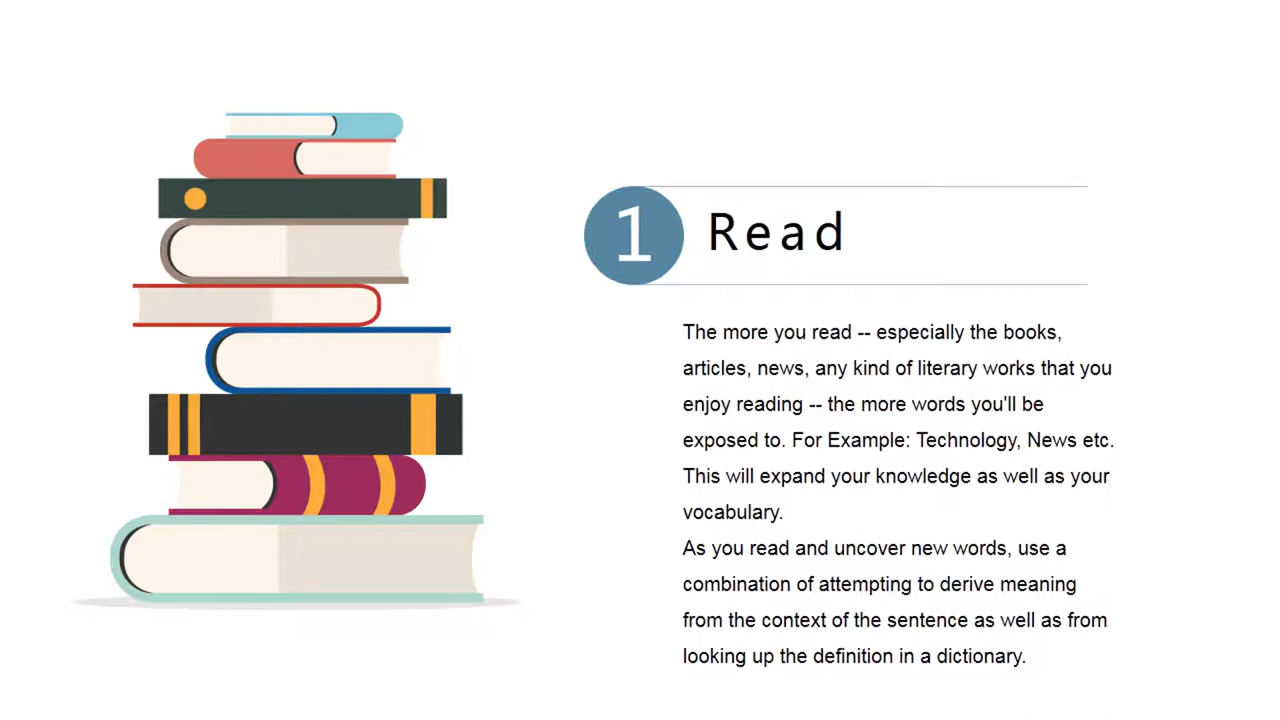 1
Read
The more you read -- especially the books,
articles, news, any kind of literary works that you
enjoy reading -- the more words you'll be
exposed to. For Example: Technology, News etc.
This will expand your knowledge as well as your
vocabulary.
As you read and uncover new words, use a
combination of attempting to derive meaning
from the context of the sentence as well as from
looking up the definition in a dictionary.